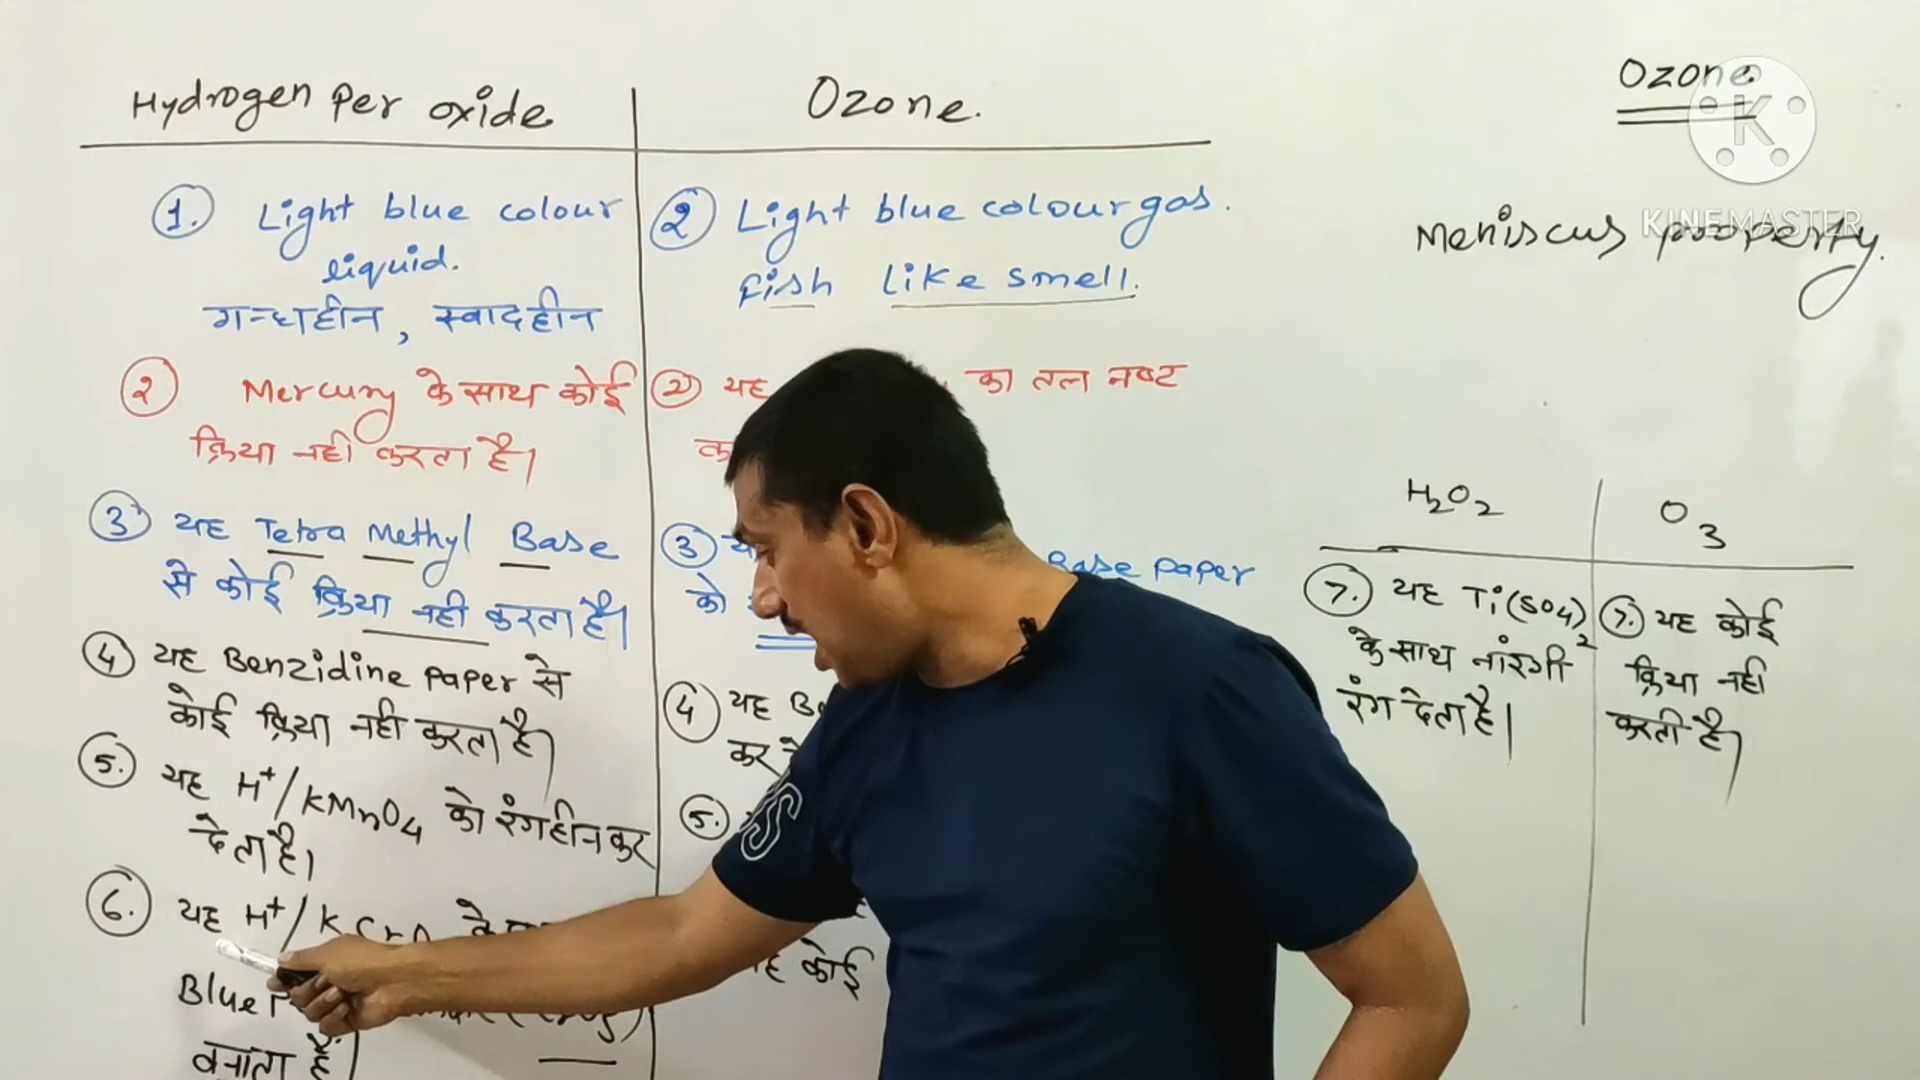 Hydrogen Per oxide
Ozone.
1. Light blue colour
liquid.
गन्धहीन, स्वादहीन
2 Mercury के साथ कोई
क्रिया नही करता है।
3 यह Tetra Methyl Base
से कोई क्रिया नही करता है।
4 यह Benzidine Paper से
कोई क्रिया नही करता है।
5. यह H+/KMnO4 को रंगहीन कर
देता है।
6. यह H+/K
Blue
बनाता है
2 Light blue colour gas.
fish like smell.
2 यह का तल नष्ट
3 Base paper
को
4 यह
कर
5.
कोई
Ozone
KINEMASTER
Meniscus property.
H2O2
O3
7. यह Ti(SO4)2
के साथ नांरगी
रंग देता है।
7. यह कोई
क्रिया नही
करती है।